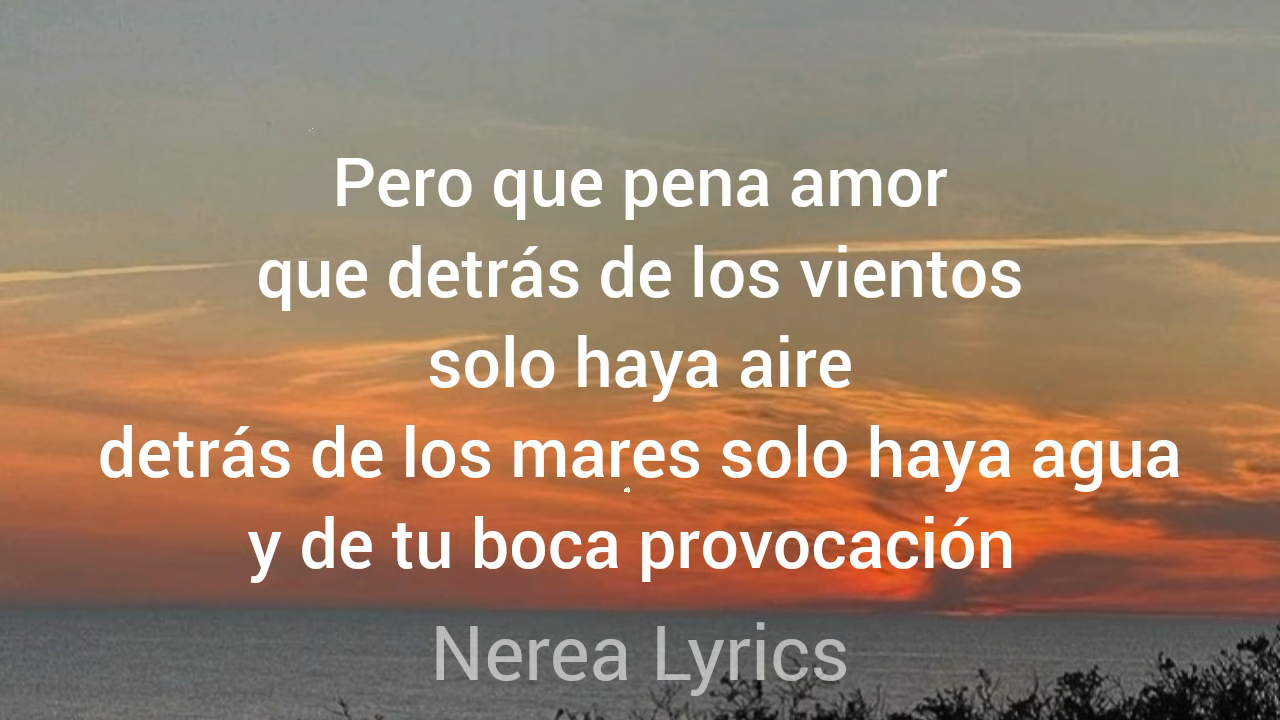 Pero que pena amor
que detrás de los vientos
solo haya aire
detrás de los mares solo haya agua
y de tu boca provocación
Nerea Lyrics